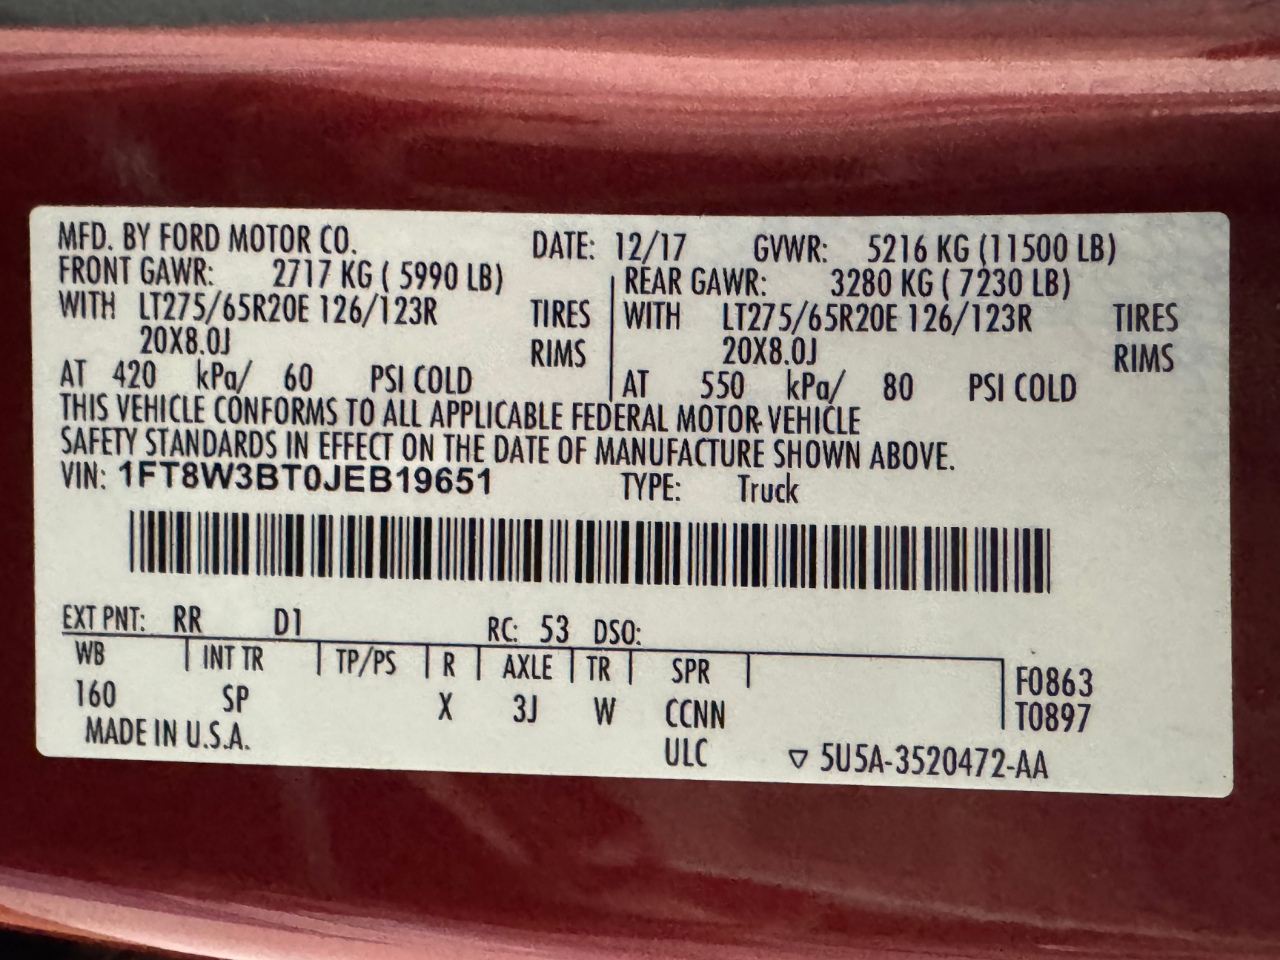 MFD. BY FORD MOTOR CO. DATE: 12/17 GVWR: 5216 KG (11500 LB)
FRONT GAWR: 2717 KG ( 5990 LB) REAR GAWR: 3280 KG ( 7230 LB)
WITH LT275/65R20E 126/123R TIRES WITH LT275/65R20E 126/123R TIRES
20X8.0J RIMS 20X8.0J RIMS
AT 420 kPa/ 60 PSI COLD AT 550 kPa/ 80 PSI COLD
THIS VEHICLE CONFORMS TO ALL APPLICABLE FEDERAL MOTOR VEHICLE
SAFETY STANDARDS IN EFFECT ON THE DATE OF MANUFACTURE SHOWN ABOVE.
VIN: 1FT8W3BT0JEB19651 TYPE: Truck
EXT PNT: RR D1 RC: 53 DSO:
WB INT TR TP/PS R AXLE TR SPR F0863
160 SP X 3J W CCNN T0897
MADE IN U.S.A. ULC ▽ 5U5A-3520472-AA